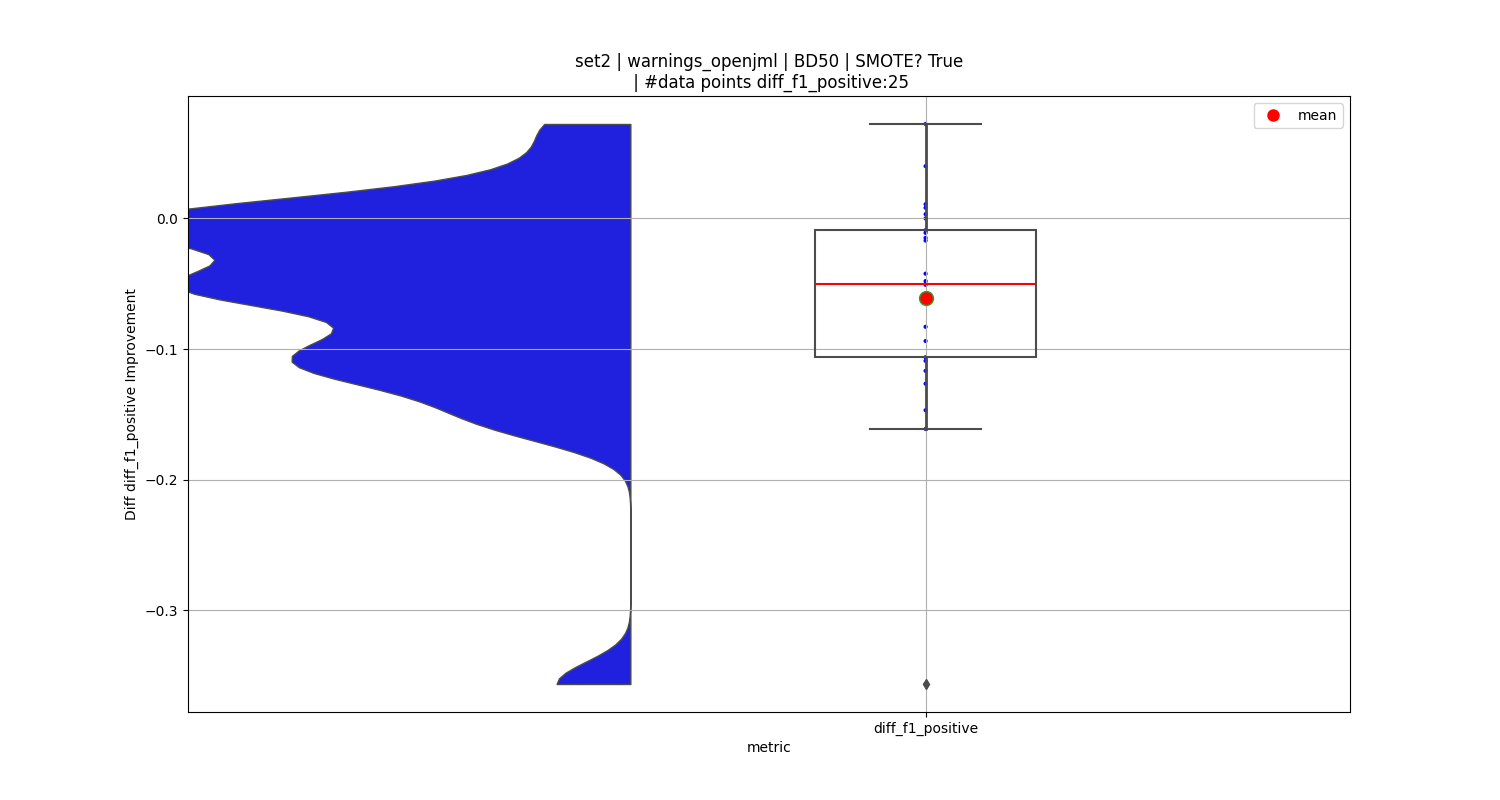 set2 | warnings_openjml | BD50 | SMOTE? True
| #data points diff_f1_positive:25
mean
0.0
−0.1
−0.2
−0.3
Diff diff_f1_positive Improvement
diff_f1_positive
metric